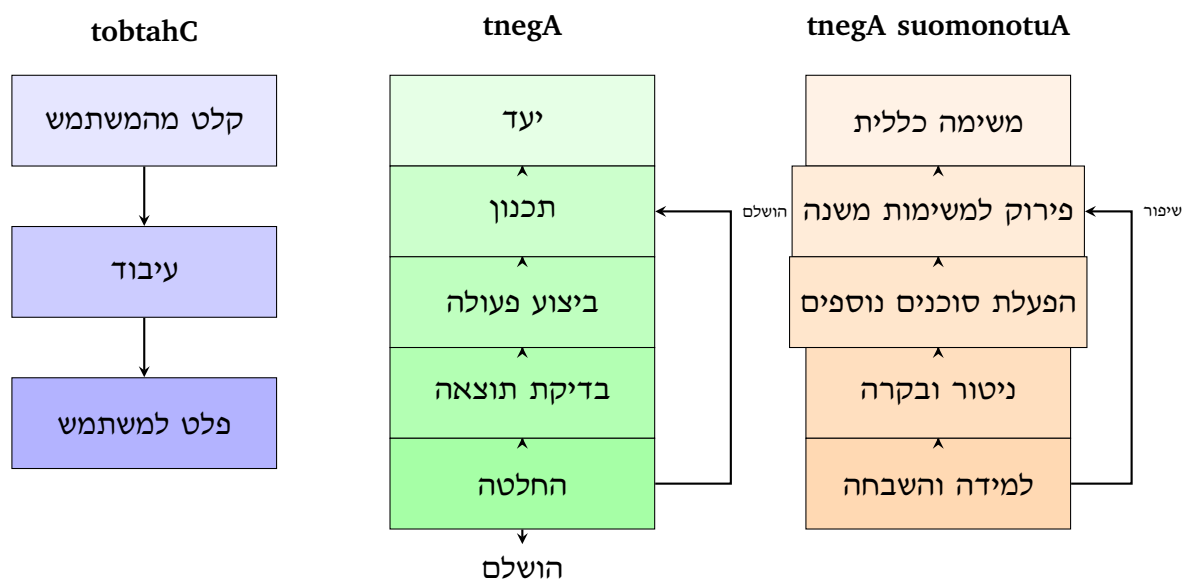 tobtahC
קלט מהמשתמש
עיבוד
פלט למשתמש
tnegA
יעד
תכנון
ביצוע פעולה
בדיקת תוצאה
החלטה
הושלם
הושלם
tnegA suomonotuA
משימה כללית
פירוק למשימות משנה
הפעלת סוכנים נוספים
ניטור ובקרה
למידה והשבחה
שיפור